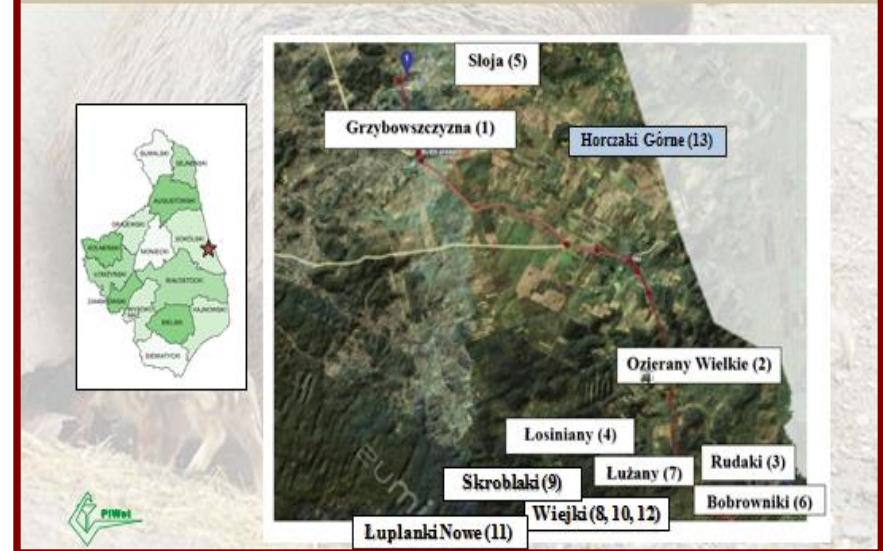 Słoja (5)
Grzybowszczyzna (1)
Horczaki Górne (13)
SUWALSKI
SEJNEŃSKI
AUGUSTOWSKI
GRAJEWSKI
SOKÓLSKI
KOLNEŃSKI
MONIECKI
ŁOMŻYŃSKI
BIAŁOSTOCKI
ZAMBROWSKI
WYSOKO
MAZ.
HAJNOWSKI
BIELSKI
SIEMIATYCKI
Ozierany Wielkie (2)
Łosiniany (4)
Łużany (7)
Rudaki (3)
Skroblaki (9)
Bobrowniki (6)
Wiejki (8, 10, 12)
Łuplanki Nowe (11)
PIWet